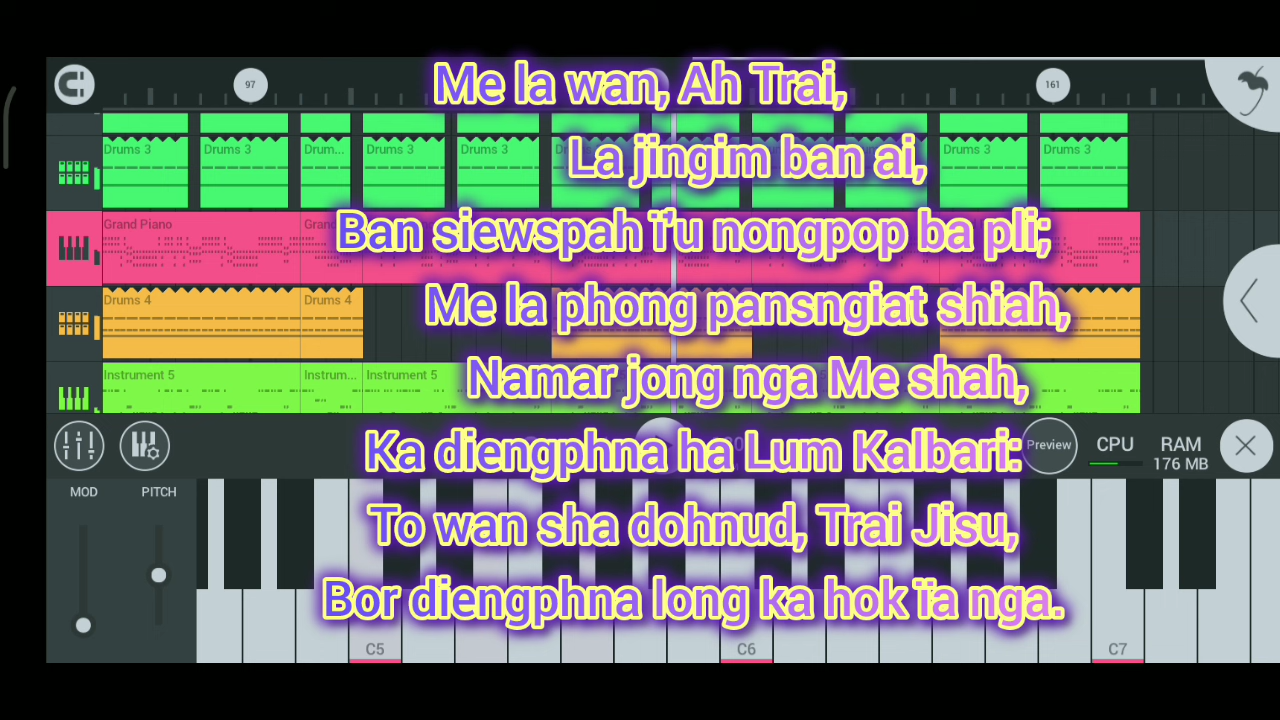 Me la wan, Ah Trai,
97
161
La jingim ban ai,
Drums 3
Drums 3
Drum...
Drums 3
Drums 3
Drums 3
Drums 3
Ban siewspah ï'u nongpop ba pli;
Grand Piano
Me la phong pansngiat shiah,
Drums 4
Drums 4
Namar jong nga Me shah,
Instrument 5
Instrum...
Instrument 5
Ka diengphna ha Lum Kalbari:
Preview
CPU
RAM
176 MB
MOD
PITCH
To wan sha dohnud, Trai Jisu,
Bor diengphna long ka hok ïa nga.
C5
C6
C7